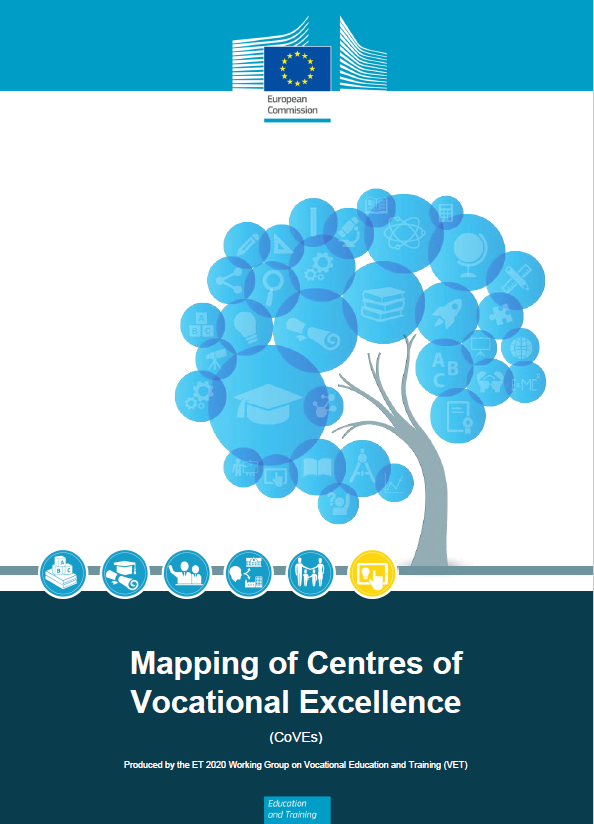 European
Commission
A
B C
A B
C
E=MC²
A
B C
Mapping of Centres of
Vocational Excellence
(CoVEs)
Produced by the ET 2020 Working Group on Vocational Education and Training (VET)
Education
and Training